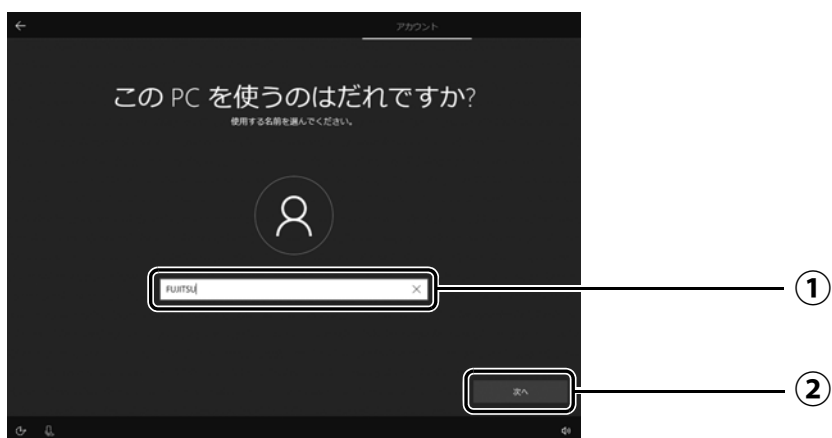 アカウント
この PC を使うのはだれですか?
使用する名前を選んでください。
FUJITSU
①
次へ
②